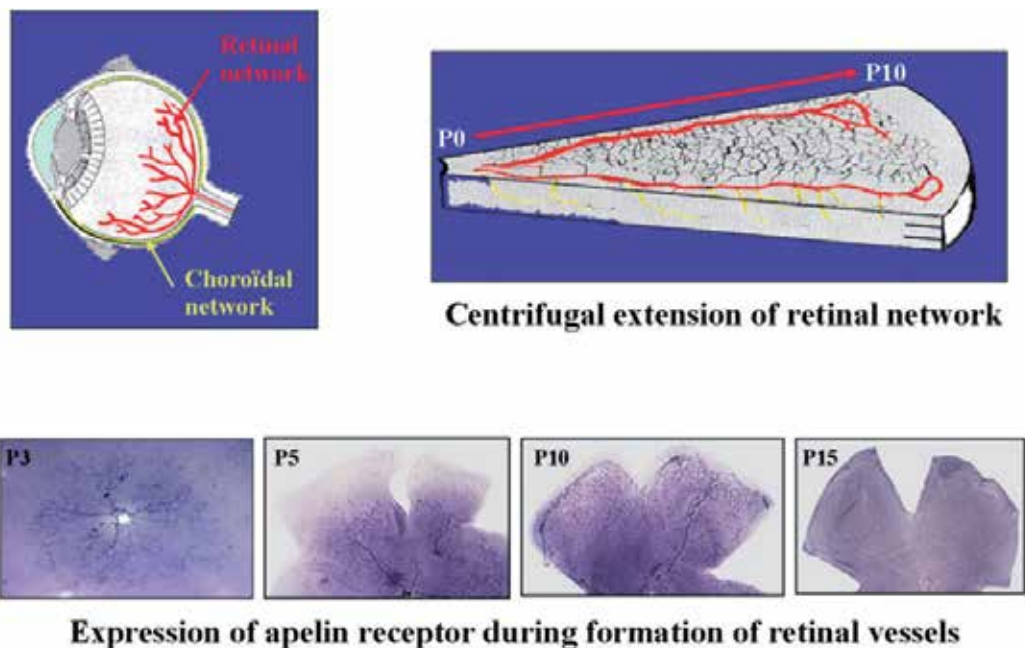 Retinal
network
Choroïdal
network
P0
P10
Centrifugal extension of retinal network
P3
P5
P10
P15
Expression of apelin receptor during formation of retinal vessels